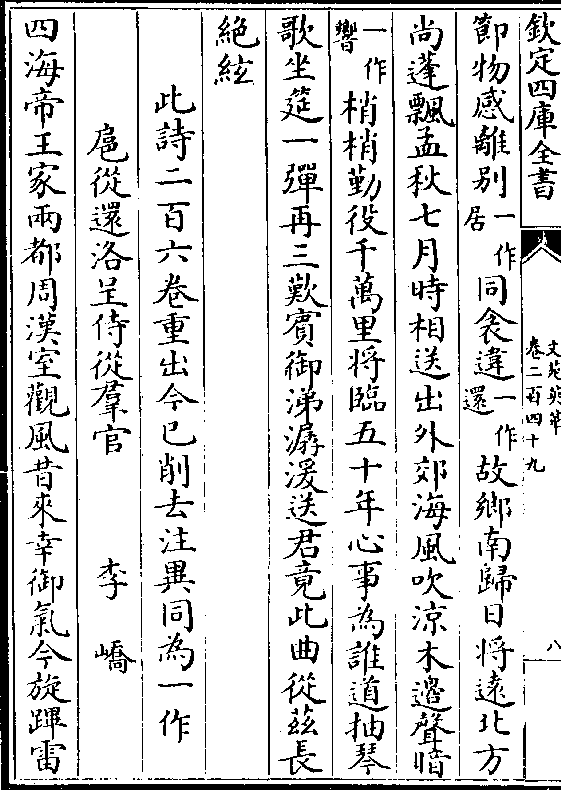 欽定四庫全書
文苑英華
卷二百四十九
八
節物感離别一作居同衾違一作還故鄉南歸日将遠北方
尚蓬飄孟秋七月時相送出外郊海風吹涼木邊聲暗
一作響梢梢勤役千萬里将臨五十年心事為誰道抽琴
歌坐筵一彈再三歎賓御涕潺湲送君竟此曲從兹長
絶絃
此詩二百六卷重出今已削去注異同為一作
扈從還洛呈侍從羣官 李嶠
四海帝王家兩都周漢室觀風昔來幸御氣今旋蹕雷